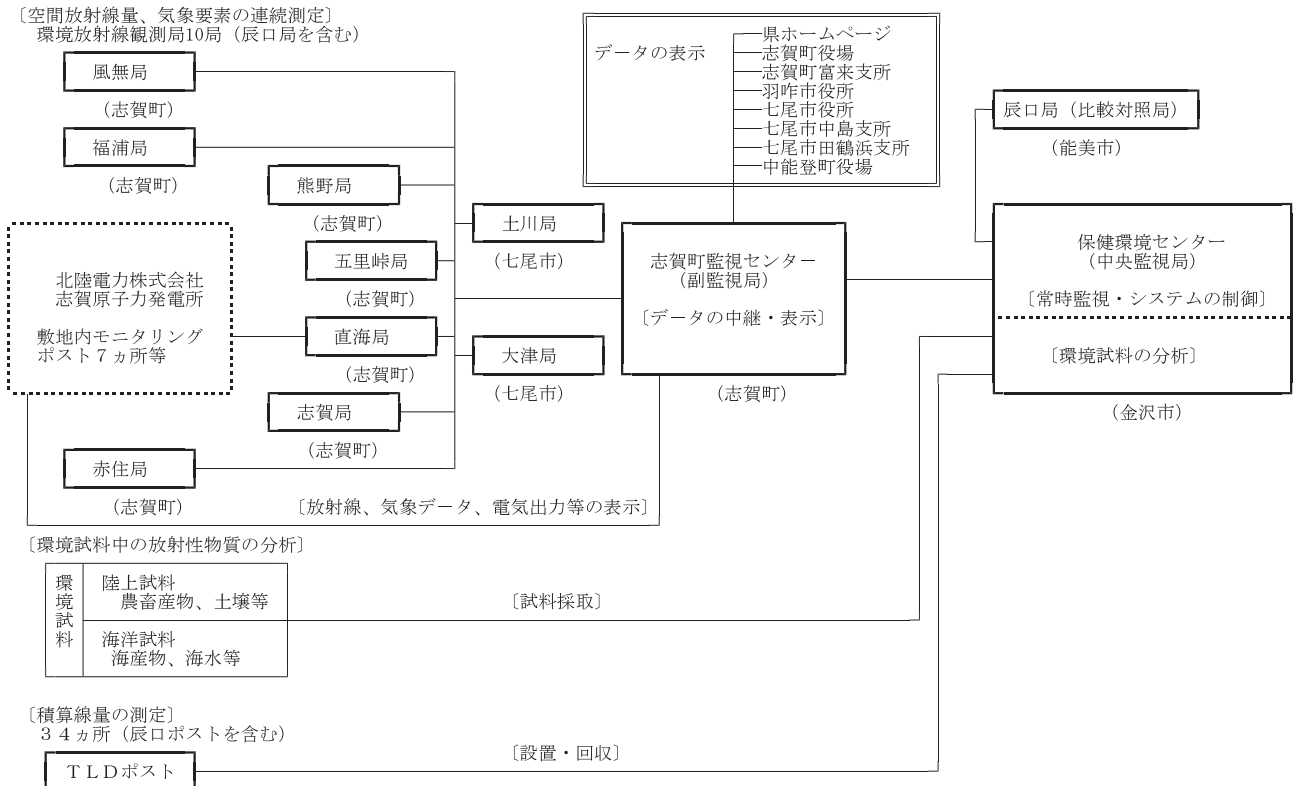 〔空間放射線量、気象要素の連続測定〕
環境放射線観測局10局（辰口局を含む）
風無局
（志賀町）
福浦局
（志賀町）
熊野局
（志賀町）
土川局
（七尾市）
五里峠局
（志賀町）
直海局
（志賀町）
大津局
（七尾市）
志賀局
（志賀町）
赤住局
（志賀町）
北陸電力株式会社
志賀原子力発電所
敷地内モニタリング
ポスト７ヵ所等
データの表示
県ホームページ
志賀町役場
志賀町富来支所
羽咋市役所
七尾市役所
七尾市中島支所
七尾市田鶴浜支所
中能登町役場
志賀町監視センター
（副監視局）
〔データの中継・表示〕
（志賀町）
辰口局（比較対照局）
（能美市）
保健環境センター
（中央監視局）
〔常時監視・システムの制御〕
〔環境試料の分析〕
（金沢市）
〔放射線、気象データ、電気出力等の表示〕
〔環境試料中の放射性物質の分析〕
環境試料
陸上試料
農畜産物、土壌等
海洋試料
海産物、海水等
〔試料採取〕
〔積算線量の測定〕
３４ヵ所（辰口ポストを含む）
ＴＬＤポスト
〔設置・回収〕